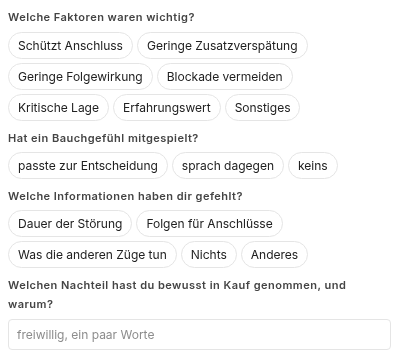 Welche Faktoren waren wichtig?
Schützt Anschluss Geringe Zusatzverspätung
Geringe Folgewirkung Blockade vermeiden
Kritische Lage Erfahrungswert Sonstiges
Hat ein Bauchgefühl mitgespielt?
passte zur Entscheidung sprach dagegen keins
Welche Informationen haben dir gefehlt?
Dauer der Störung Folgen für Anschlüsse
Was die anderen Züge tun Nichts Anderes
Welchen Nachteil hast du bewusst in Kauf genommen, und
warum?
freiwillig, ein paar Worte